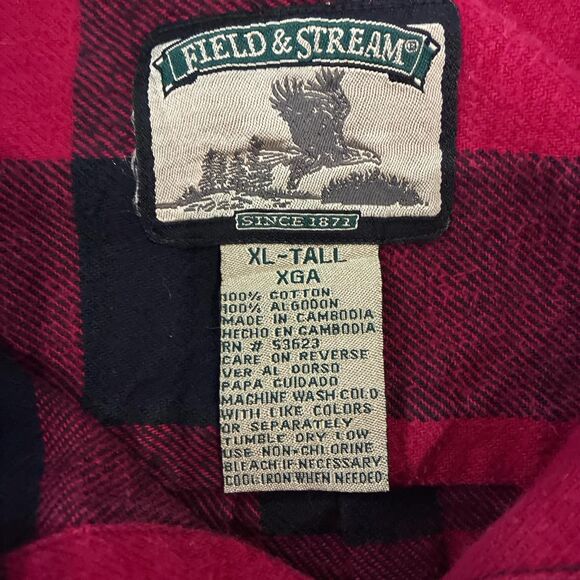 FIELD & STREAM®
SINCE 1871
XL-TALL
XGA
100% COTTON
100% ALGODON
MADE IN CAMBODIA
HECHO EN CAMBODIA
RN # 53623
CARE ON REVERSE
VER AL DORSO
PAPA CUIDADO
MACHINE WASH COLD
WITH LIKE COLORS
OR SEPARATELY
TUMBLE DRY LOW
USE NON-CHLORINE
BLEACH IF NECESSARY
COOL IRON WHEN NEEDED